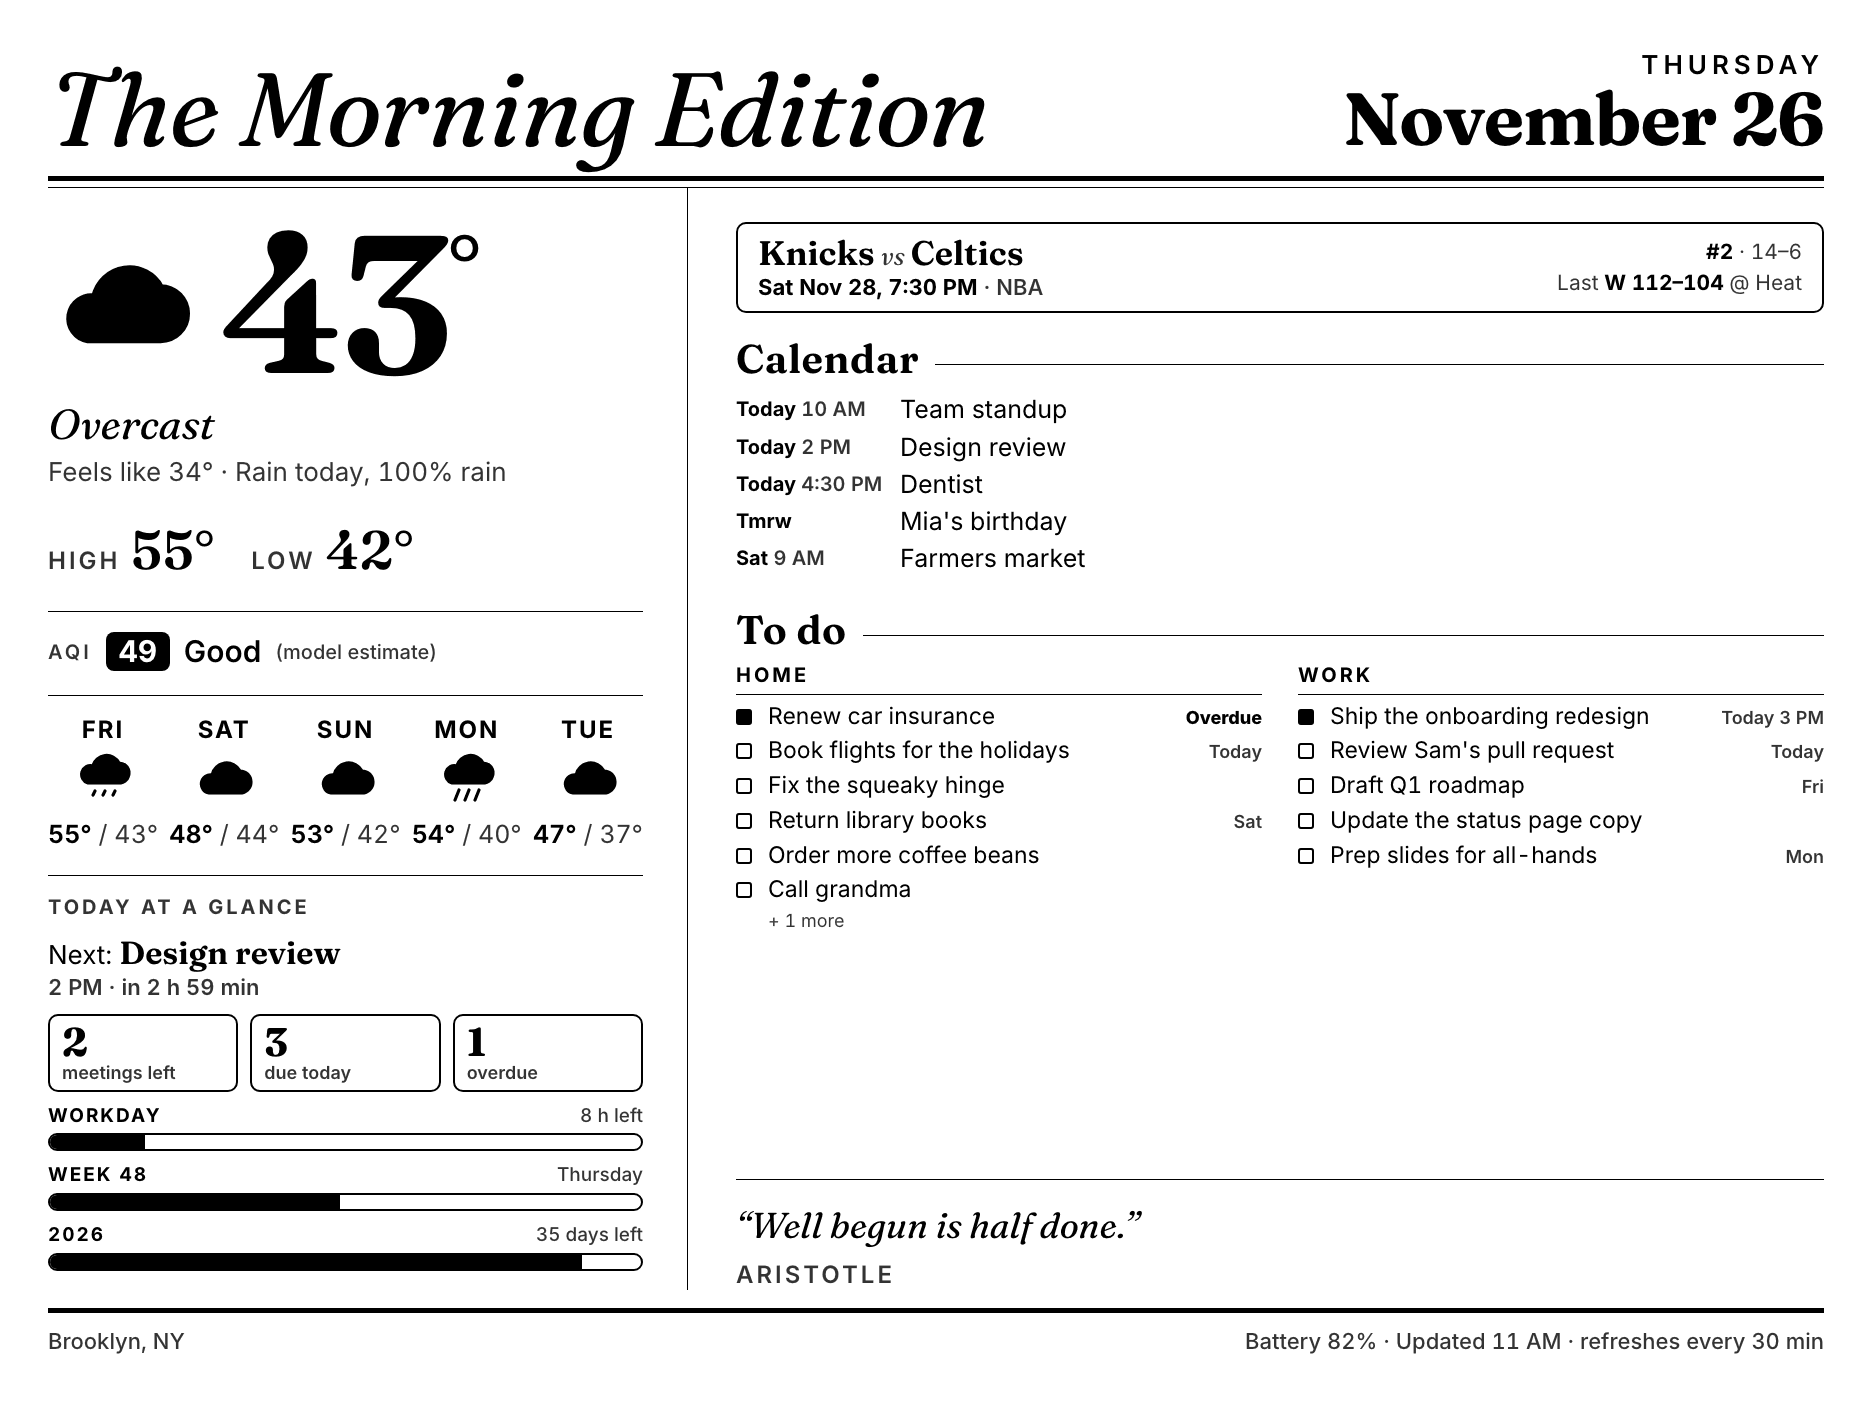 The Morning Edition
THURSDAY
November 26
43°
Overcast
Feels like 34° · Rain today, 100% rain
HIGH 55° LOW 42°
AQI 49 Good (model estimate)
FRI SAT SUN MON TUE
55° / 43° 48° / 44° 53° / 42° 54° / 40° 47° / 37°
TODAY AT A GLANCE
Next: Design review
2 PM · in 2 h 59 min
2 3 1
meetings left due today overdue
WORKDAY 8 h left
WEEK 48 Thursday
2026 35 days left
Knicks vs Celtics #2 · 14–6
Sat Nov 28, 7:30 PM · NBA Last W 112–104 @ Heat
Calendar
Today 10 AM Team standup
Today 2 PM Design review
Today 4:30 PM Dentist
Tmrw Mia's birthday
Sat 9 AM Farmers market
To do
HOME
Renew car insurance Overdue
Book flights for the holidays Today
Fix the squeaky hinge
Return library books Sat
Order more coffee beans
Call grandma
+ 1 more
WORK
Ship the onboarding redesign Today 3 PM
Review Sam's pull request Today
Draft Q1 roadmap Fri
Update the status page copy
Prep slides for all-hands Mon
“Well begun is half done.”
ARISTOTLE
Brooklyn, NY Battery 82% · Updated 11 AM · refreshes every 30 min